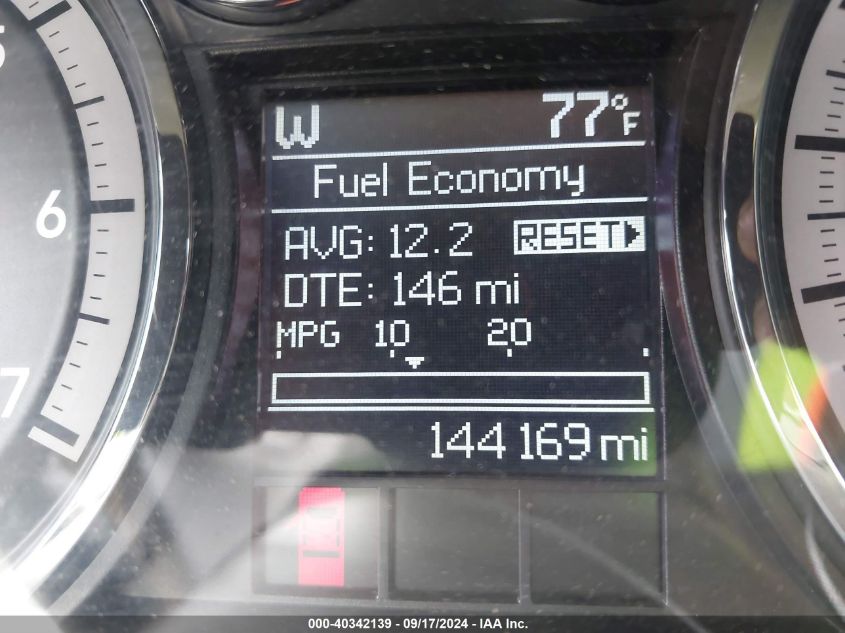 5
W 77°F
Fuel Economy
6
AVG: 12.2 RESET
DTE: 146 mi
MPG 10 20
7
144169 mi
000-40342139 - 09/17/2024 - IAA Inc.